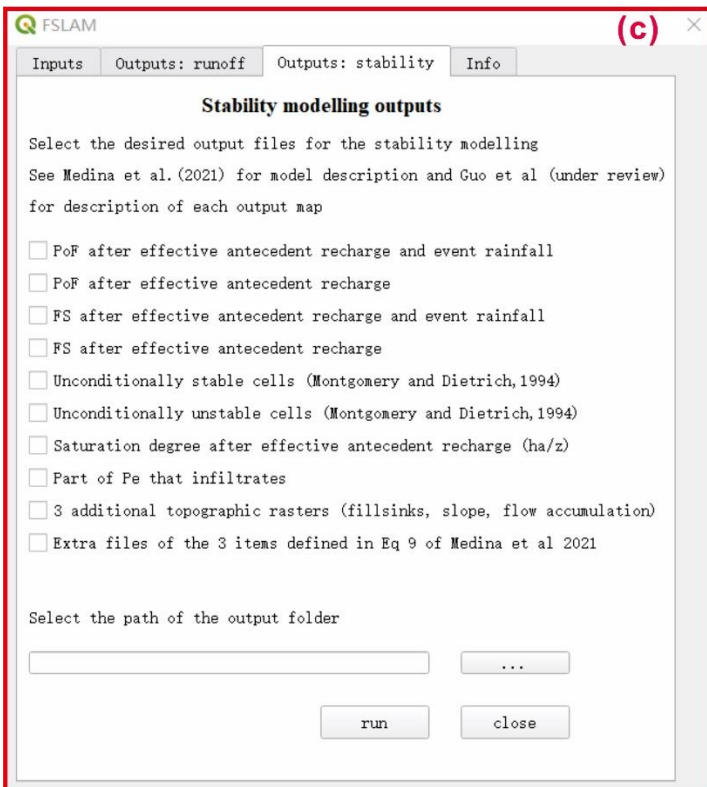 FSLAM
(c)
Inputs Outputs: runoff Outputs: stability Info
Stability modelling outputs
Select the desired output files for the stability modelling
See Medina et al.(2021) for model description and Guo et al (under review)
for description of each output map
PoF after effective antecedent recharge and event rainfall
PoF after effective antecedent recharge
FS after effective antecedent recharge and event rainfall
FS after effective antecedent recharge
Unconditionally stable cells (Montgomery and Dietrich,1994)
Unconditionally unstable cells (Montgomery and Dietrich,1994)
Saturation degree after effective antecedent recharge (ha/z)
Part of Pe that infiltrates
3 additional topographic rasters (fillsinks, slope, flow accumulation)
Extra files of the 3 items defined in Eq 9 of Medina et al 2021
Select the path of the output folder
...
run close